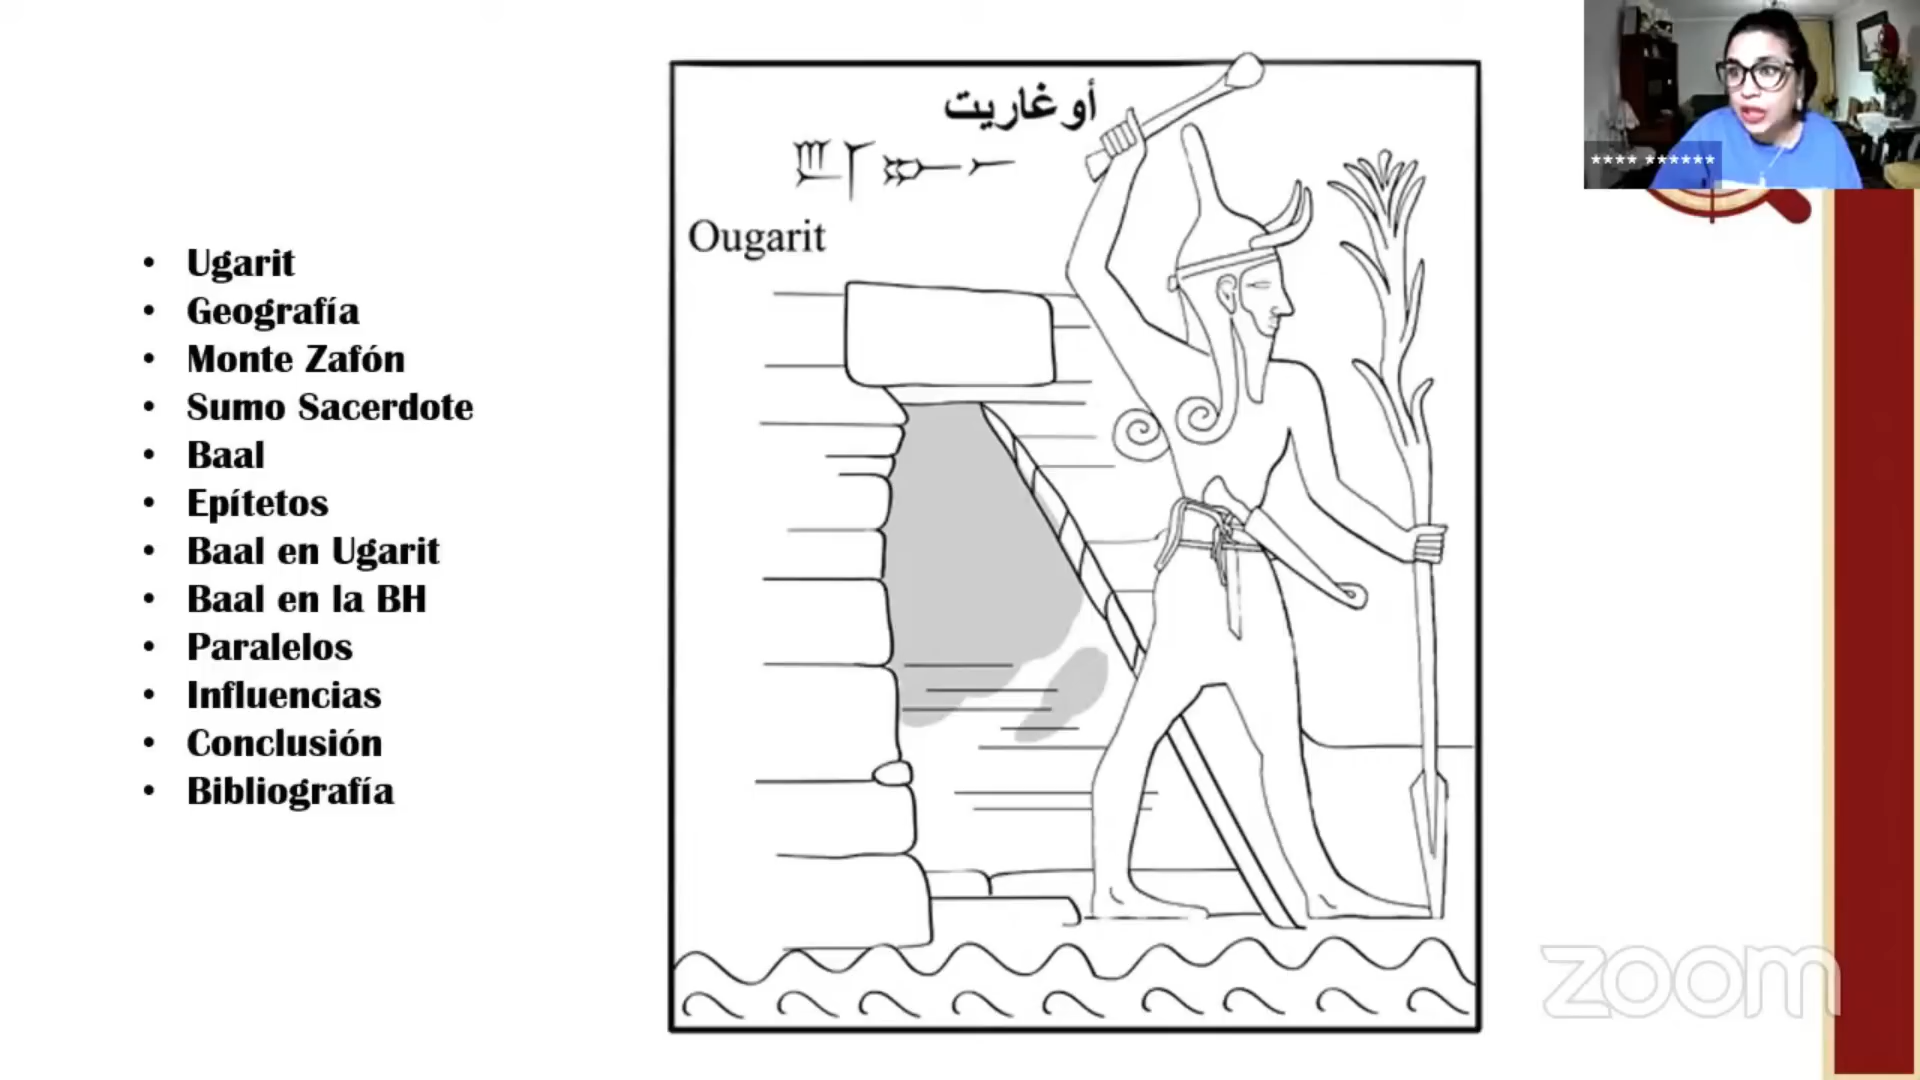 أوغاريت
𐎜𐎂𐎗𐎚
Ougarit
**** ******
• Ugarit
• Geografía
• Monte Zafón
• Sumo Sacerdote
• Baal
• Epítetos
• Baal en Ugarit
• Baal en la BH
• Paralelos
• Influencias
• Conclusión
• Bibliografía
zoom